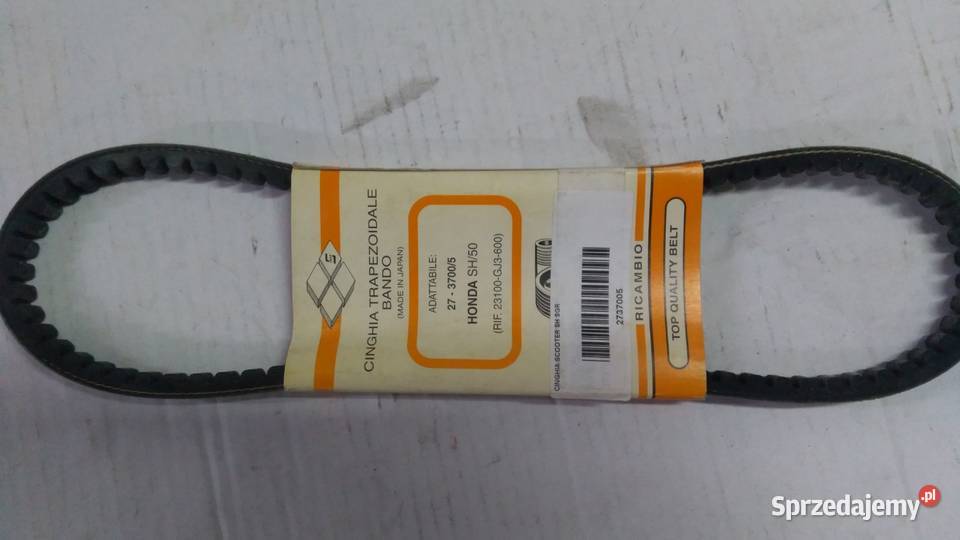 S
CINGHIA TRAPEZOIDALE
BANDO
(MADE IN JAPAN)
ADATTABILE:
27 - 3700/5
HONDA SH/50
(RIF. 23100-GJ3-600)
CINGHIA SCOOTER SH SGR
2737005
RICAMBIO
TOP QUALITY BELT
Sprzedajemy.pl